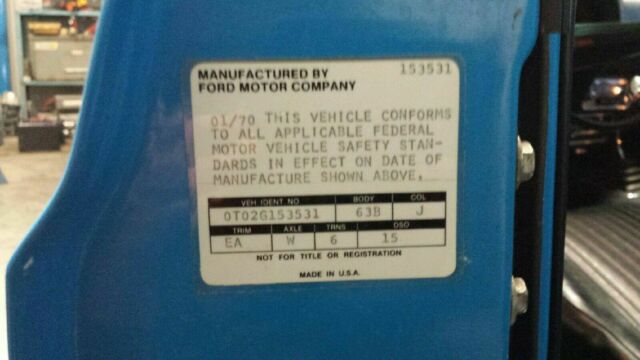 MANUFACTURED BY 153531
FORD MOTOR COMPANY
01/70 THIS VEHICLE CONFORMS
TO ALL APPLICABLE FEDERAL
MOTOR VEHICLE SAFETY STAN-
DARDS IN EFFECT ON DATE OF
MANUFACTURE SHOWN ABOVE.
VEH IDENT NO BODY COL
0T02G153531 63B J
TRIM AXLE TRNS DSO
EA W 6 15
NOT FOR TITLE OR REGISTRATION
MADE IN U.S.A.